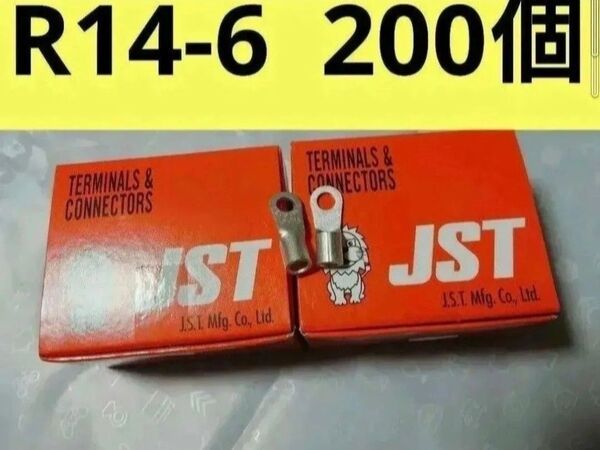 R14-6 200個
TERMINALS &
CONNECTORS
JST
J.S.T. Mfg. Co., Ltd.
TERMINALS &
CONNECTORS
JST
J.S.T. Mfg. Co., Ltd.